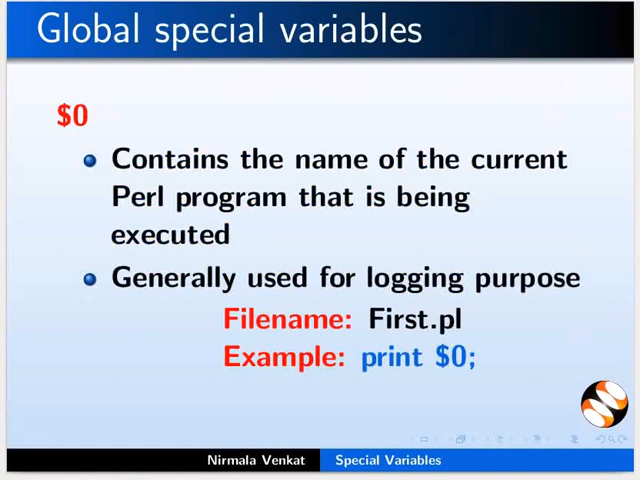 Global special variables
$0
Contains the name of the current
Perl program that is being
executed
Generally used for logging purpose
Filename: First.pl
Example: print $0;
Nirmala Venkat Special Variables